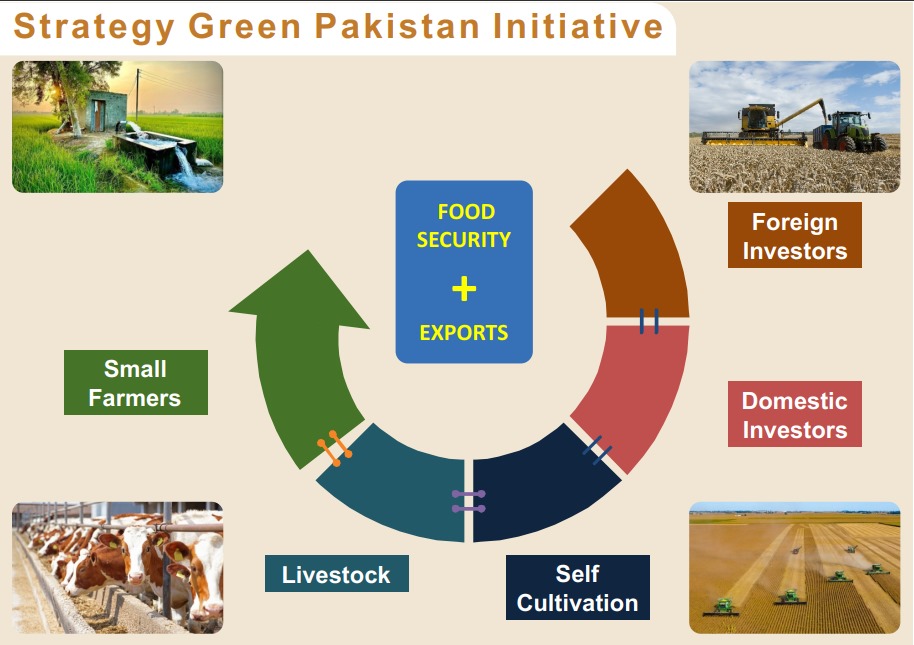 Strategy Green Pakistan Initiative
FOOD
SECURITY
+
EXPORTS
Foreign
Investors
Domestic
Investors
Self
Cultivation
Livestock
Small
Farmers